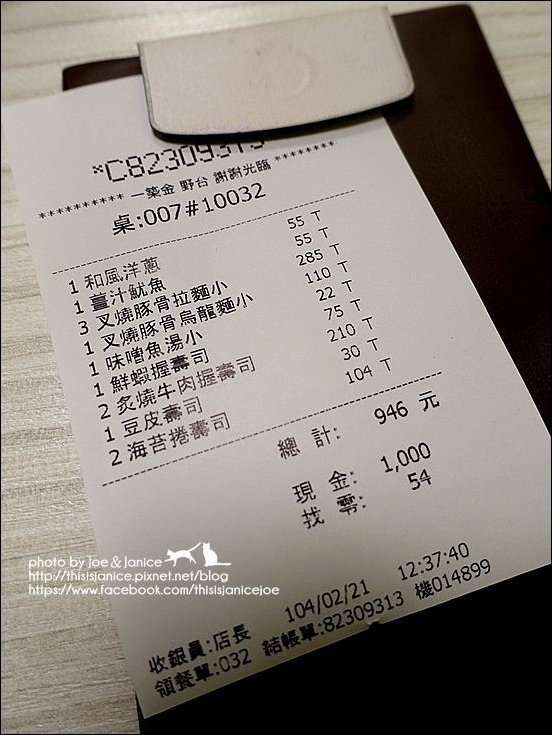 *C82309313
********** 一築金 野台 謝謝光臨 ********
桌:007#10032
1 和風洋蔥 55 T
1 薑汁魷魚 55 T
3 叉燒豚骨拉麵小 285 T
1 叉燒豚骨烏龍麵小 110 T
1 味噌魚湯小 22 T
1 鮮蝦握壽司 75 T
2 炙燒牛肉握壽司 210 T
1 豆皮壽司 30 T
2 海苔捲壽司 104 T
總 計: 946 元
現 金: 1,000
找 零: 54
photo by Joe & Janice
http://thisisjanice.pixnet.net/blog
https://www.facebook.com/thisisjanicejoe
104/02/21 12:37:40
收銀員:店長 結帳單:82309313 機014899
領餐單:032